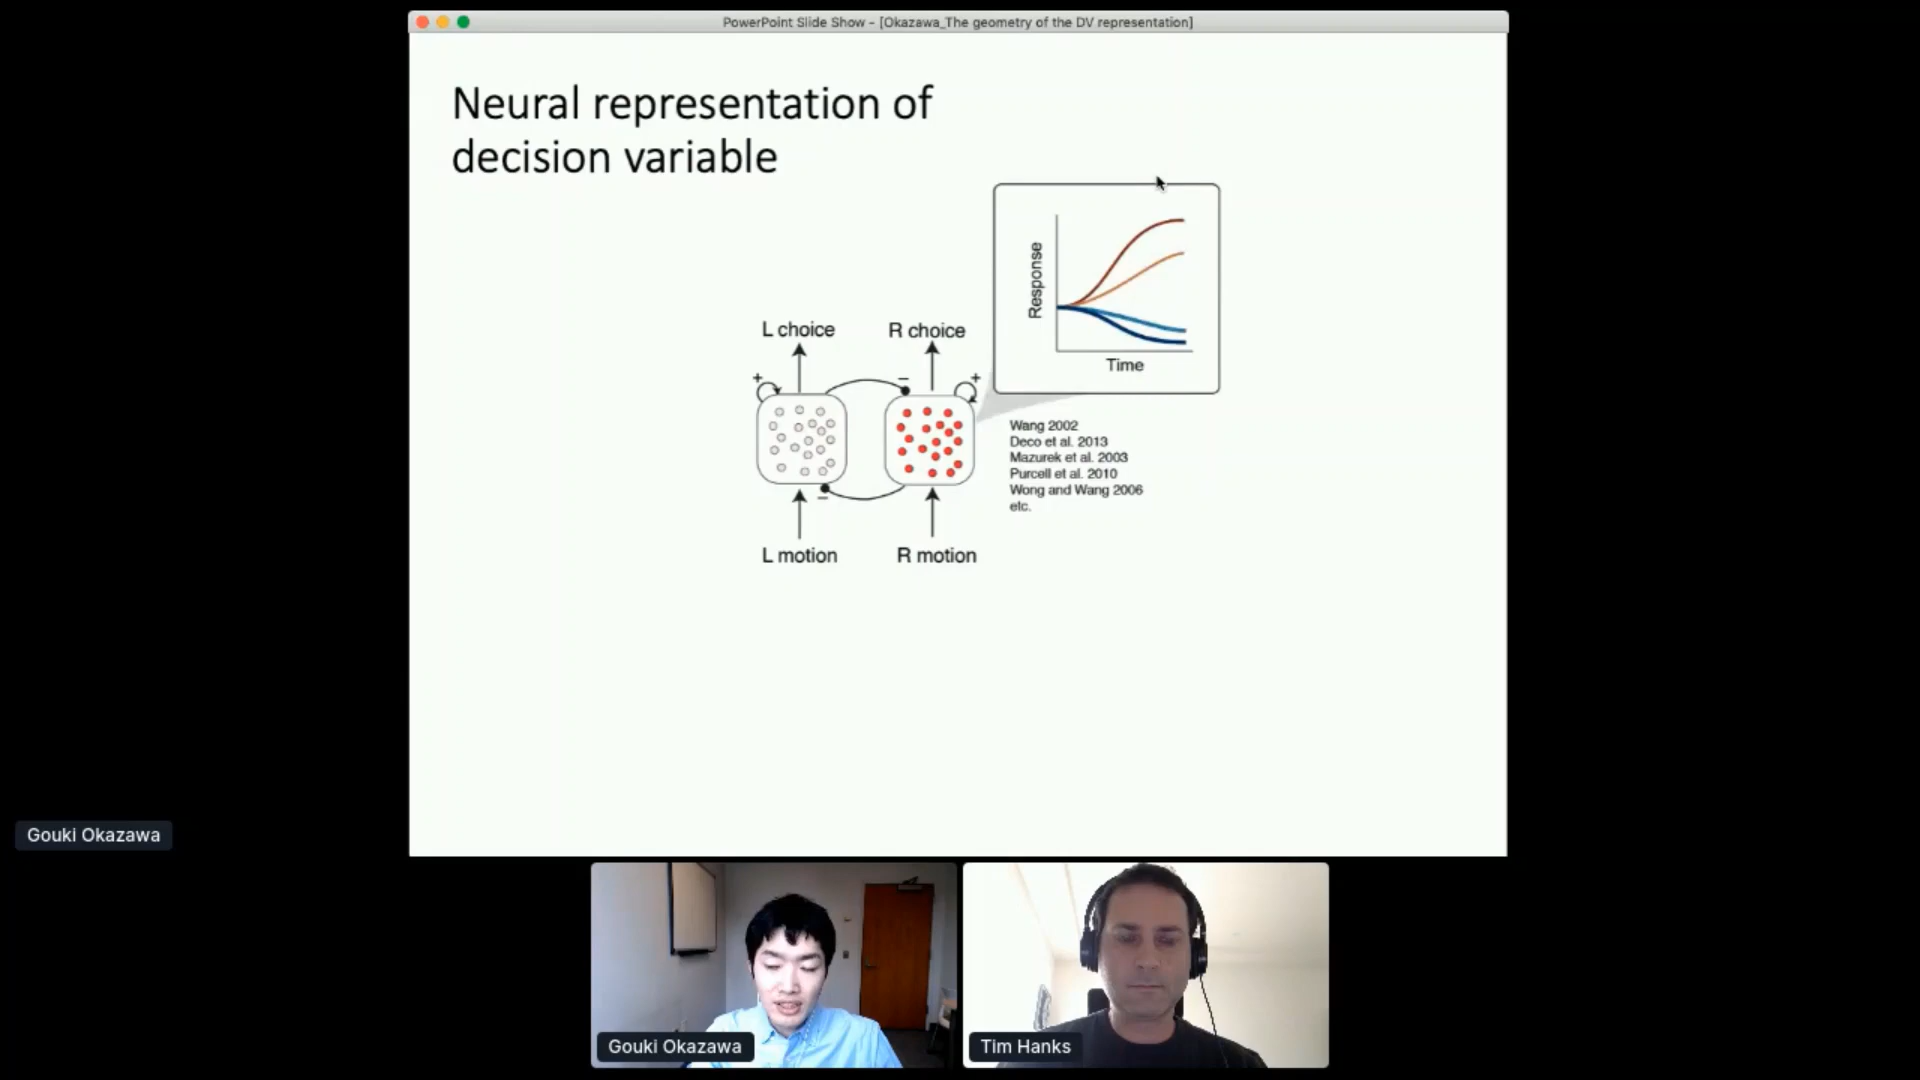 PowerPoint Slide Show - [Okazawa_The geometry of the DV representation]
Neural representation of
decision variable
Response
Time
L choice
R choice
+
−
+
−
L motion
R motion
Wang 2002
Deco et al. 2013
Mazurek et al. 2003
Purcell et al. 2010
Wong and Wang 2006
etc.
Gouki Okazawa
Gouki Okazawa
Tim Hanks